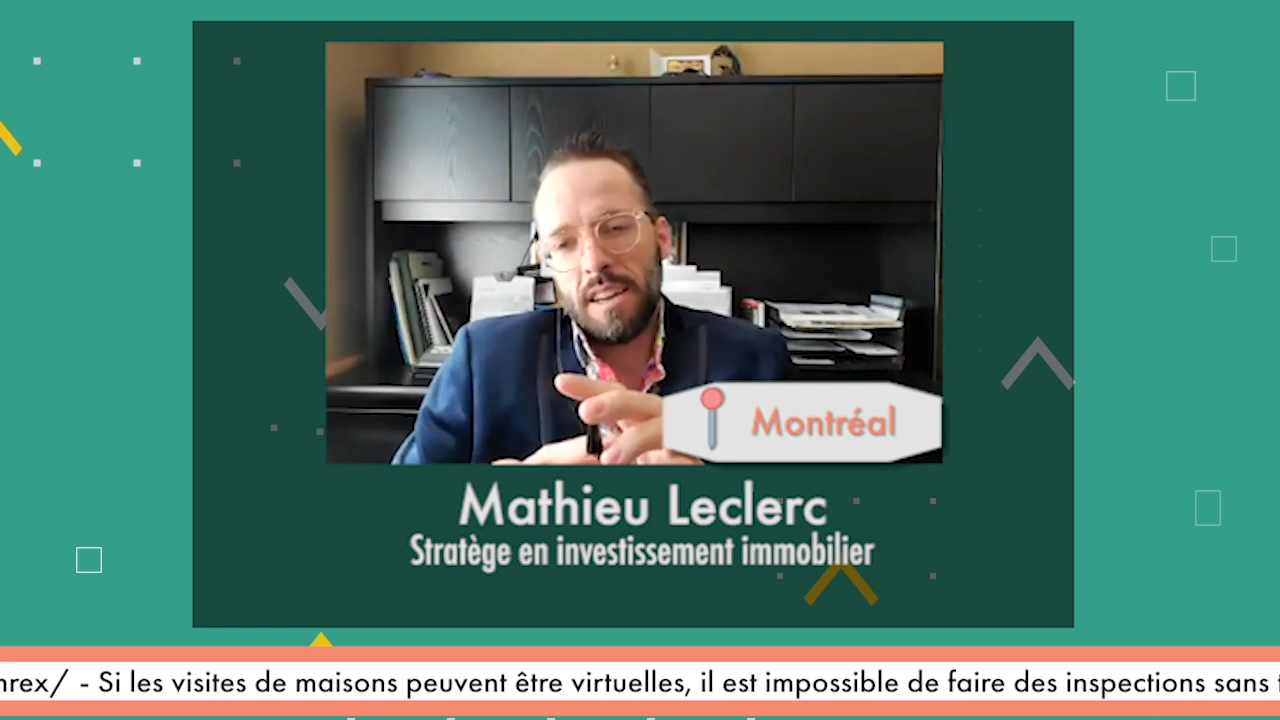 Montréal
Mathieu Leclerc
Stratège en investissement immobilier
nrex/ - Si les visites de maisons peuvent être virtuelles, il est impossible de faire des inspections sans